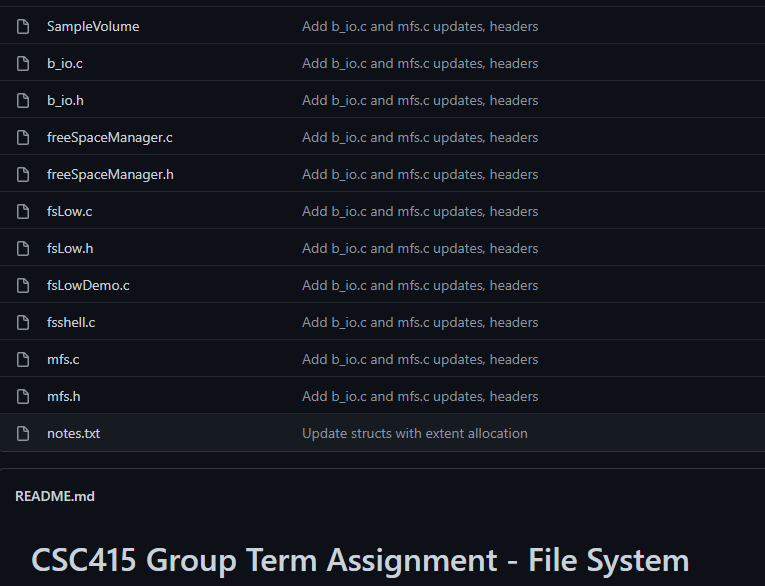 SampleVolume Add b_io.c and mfs.c updates, headers
b_io.c Add b_io.c and mfs.c updates, headers
b_io.h Add b_io.c and mfs.c updates, headers
freeSpaceManager.c Add b_io.c and mfs.c updates, headers
freeSpaceManager.h Add b_io.c and mfs.c updates, headers
fsLow.c Add b_io.c and mfs.c updates, headers
fsLow.h Add b_io.c and mfs.c updates, headers
fsLowDemo.c Add b_io.c and mfs.c updates, headers
fsshell.c Add b_io.c and mfs.c updates, headers
mfs.c Add b_io.c and mfs.c updates, headers
mfs.h Add b_io.c and mfs.c updates, headers
notes.txt Update structs with extent allocation
README.md
CSC415 Group Term Assignment - File System